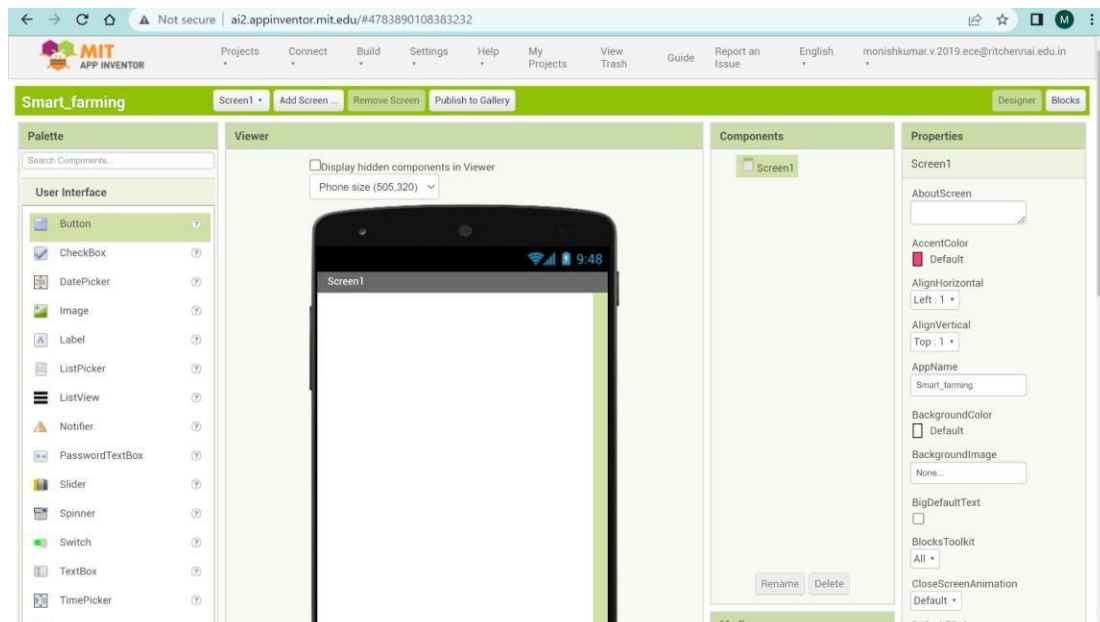 Not secure | ai2.appinventor.mit.edu/#4783890108383232
M
MIT
APP INVENTOR
Projects
Connect
Build
Settings
Help
My Projects
View Trash
Guide
Report an Issue
English
monishkumar.v.2019.ece@ritchennai.edu.in
Smart_farming
Screen1
Add Screen ...
Remove Screen
Publish to Gallery
Designer
Blocks
Palette
Search Components...
User Interface
Button
CheckBox
DatePicker
Image
Label
ListPicker
ListView
Notifier
PasswordTextBox
Slider
Spinner
Switch
TextBox
TimePicker
Viewer
Display hidden components in Viewer
Phone size (505,320)
9:48
Screen1
Components
Screen1
Rename
Delete
Properties
Screen1
AboutScreen
AccentColor
Default
AlignHorizontal
Left : 1
AlignVertical
Top : 1
AppName
Smart_farming
BackgroundColor
Default
BackgroundImage
None...
BigDefaultText
BlocksToolkit
All
CloseScreenAnimation
Default